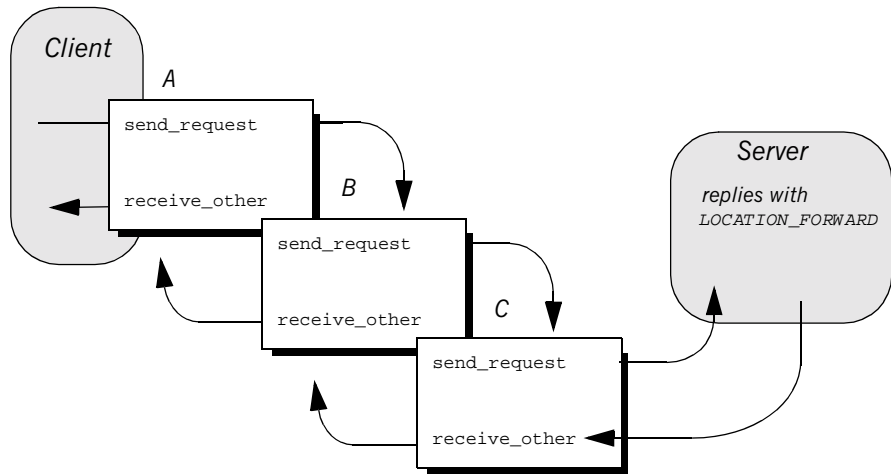 Client
A
send_request
receive_other
B
send_request
receive_other
C
send_request
receive_other
Server
replies with
LOCATION_FORWARD